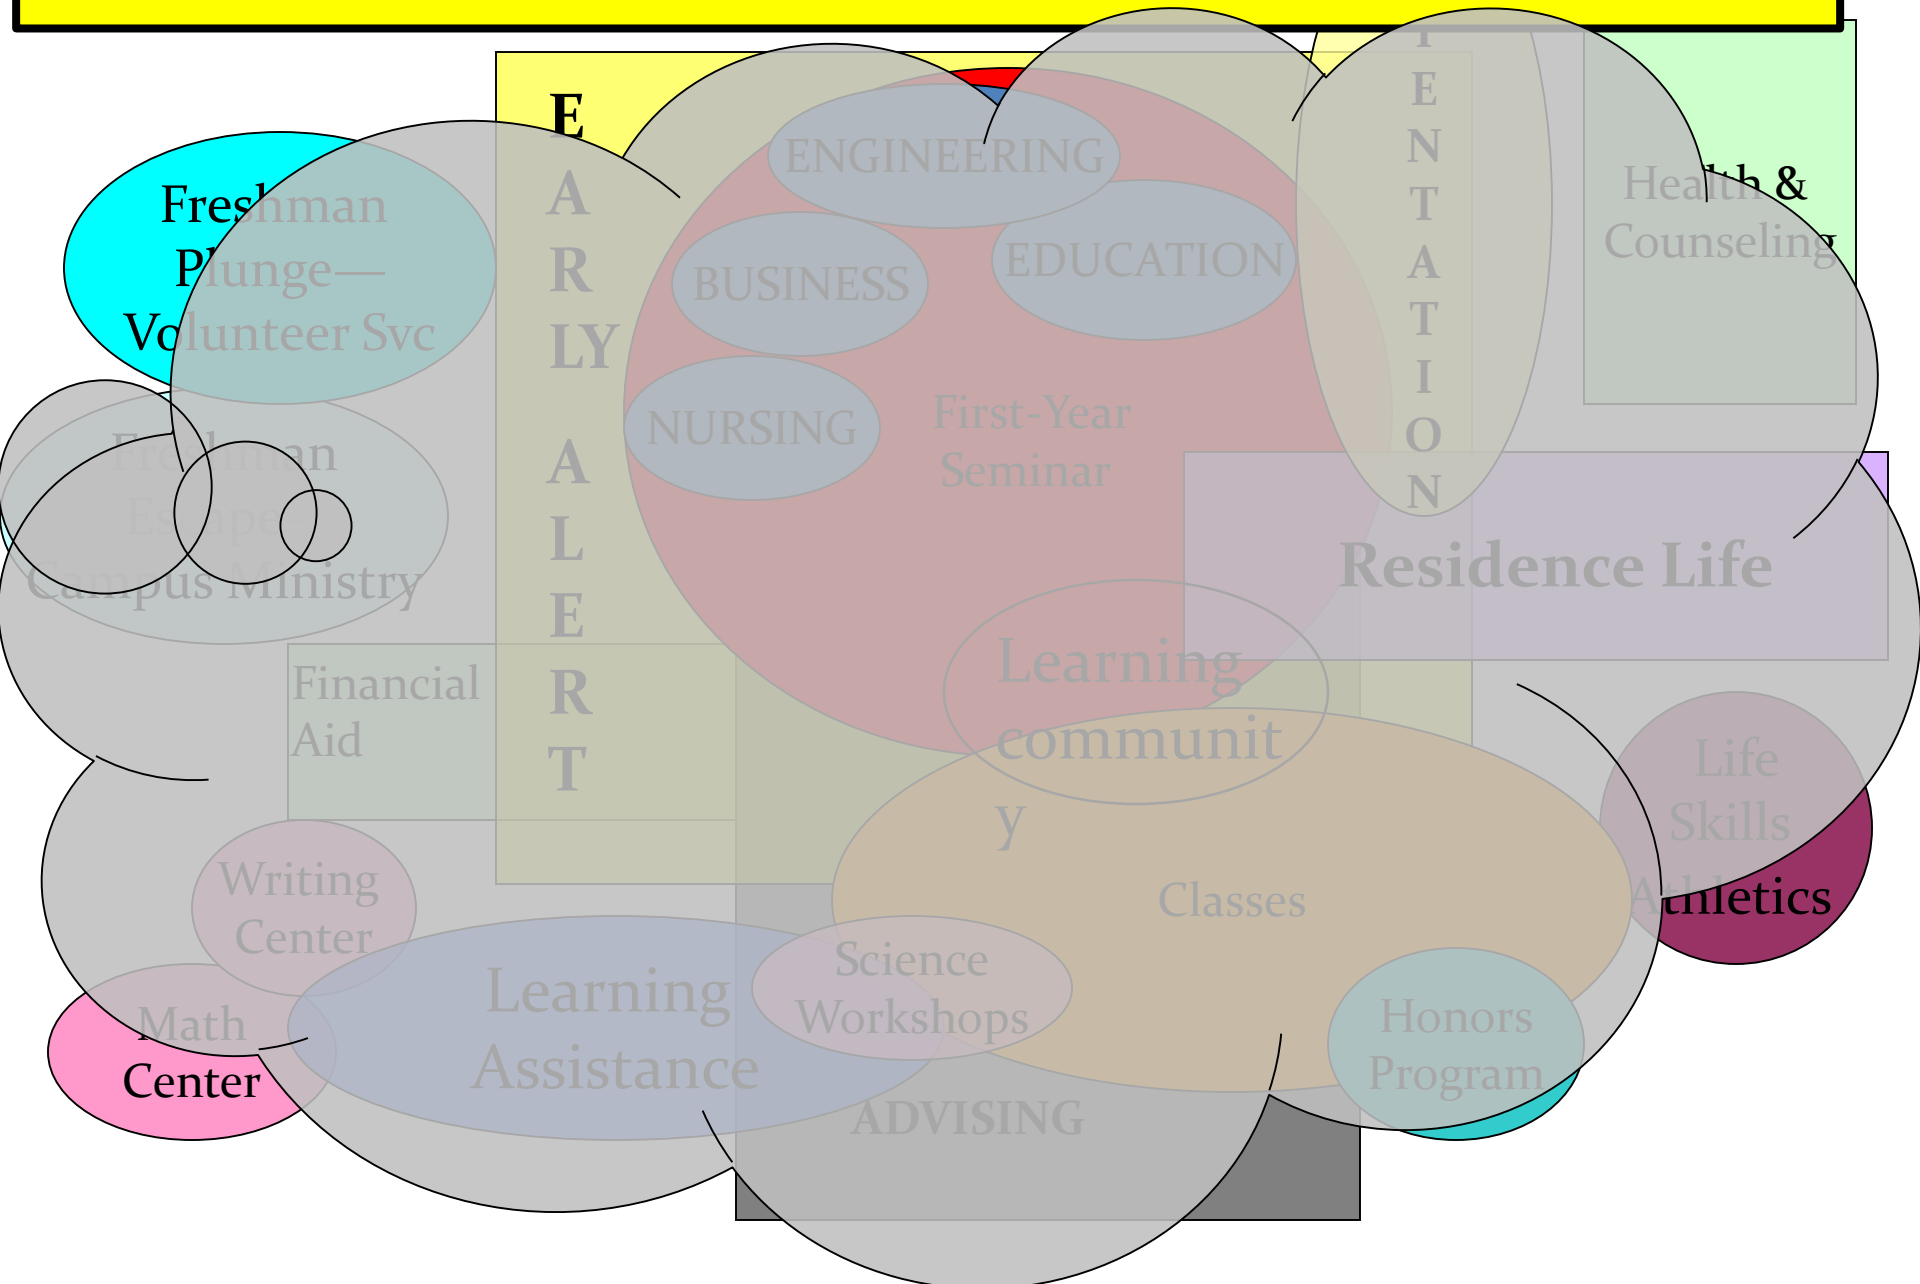 E
A
R
LY
A
L
E
R
T
T
E
N
T
A
T
I
O
N
ENGINEERING
EDUCATION
BUSINESS
NURSING
First-Year
Seminar
Health &
Counseling
Freshman
Plunge—
Volunteer Svc
Freshman
Escape
Campus Ministry
Residence Life
Financial
Aid
Learning
communit
y
Life
Skills
Athletics
Classes
Writing
Center
Math
Center
Learning
Assistance
Science
Workshops
Honors
Program
ADVISING